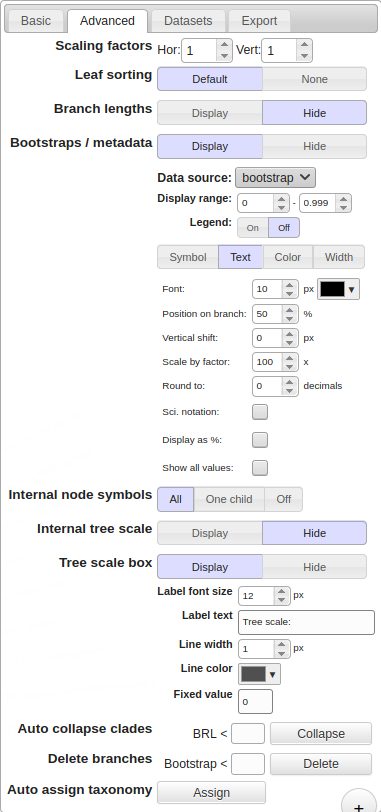 Basic Advanced Datasets Export
Scaling factors Hor: 1 Vert: 1
Leaf sorting Default None
Branch lengths Display Hide
Bootstraps / metadata Display Hide
Data source: bootstrap
Display range: 0 - 0.999
Legend: On Off
Symbol Text Color Width
Font: 10 px
Position on branch: 50 %
Vertical shift: 0 px
Scale by factor: 100 x
Round to: 0 decimals
Sci. notation:
Display as %:
Show all values:
Internal node symbols All One child Off
Internal tree scale Display Hide
Tree scale box Display Hide
Label font size 12 px
Label text Tree scale:
Line width 1 px
Line color
Fixed value 0
Auto collapse clades BRL < Collapse
Delete branches Bootstrap < Delete
Auto assign taxonomy Assign
+